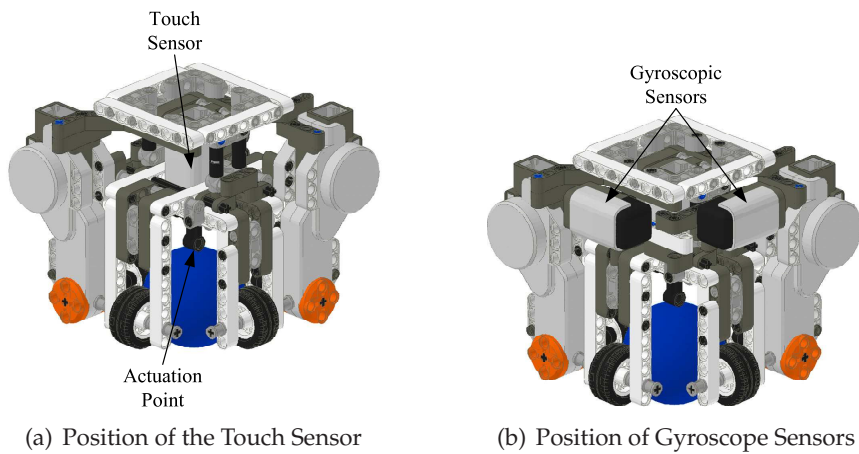 Touch
Sensor
Actuation
Point
(a) Position of the Touch Sensor
Gyroscopic
Sensors
(b) Position of Gyroscope Sensors